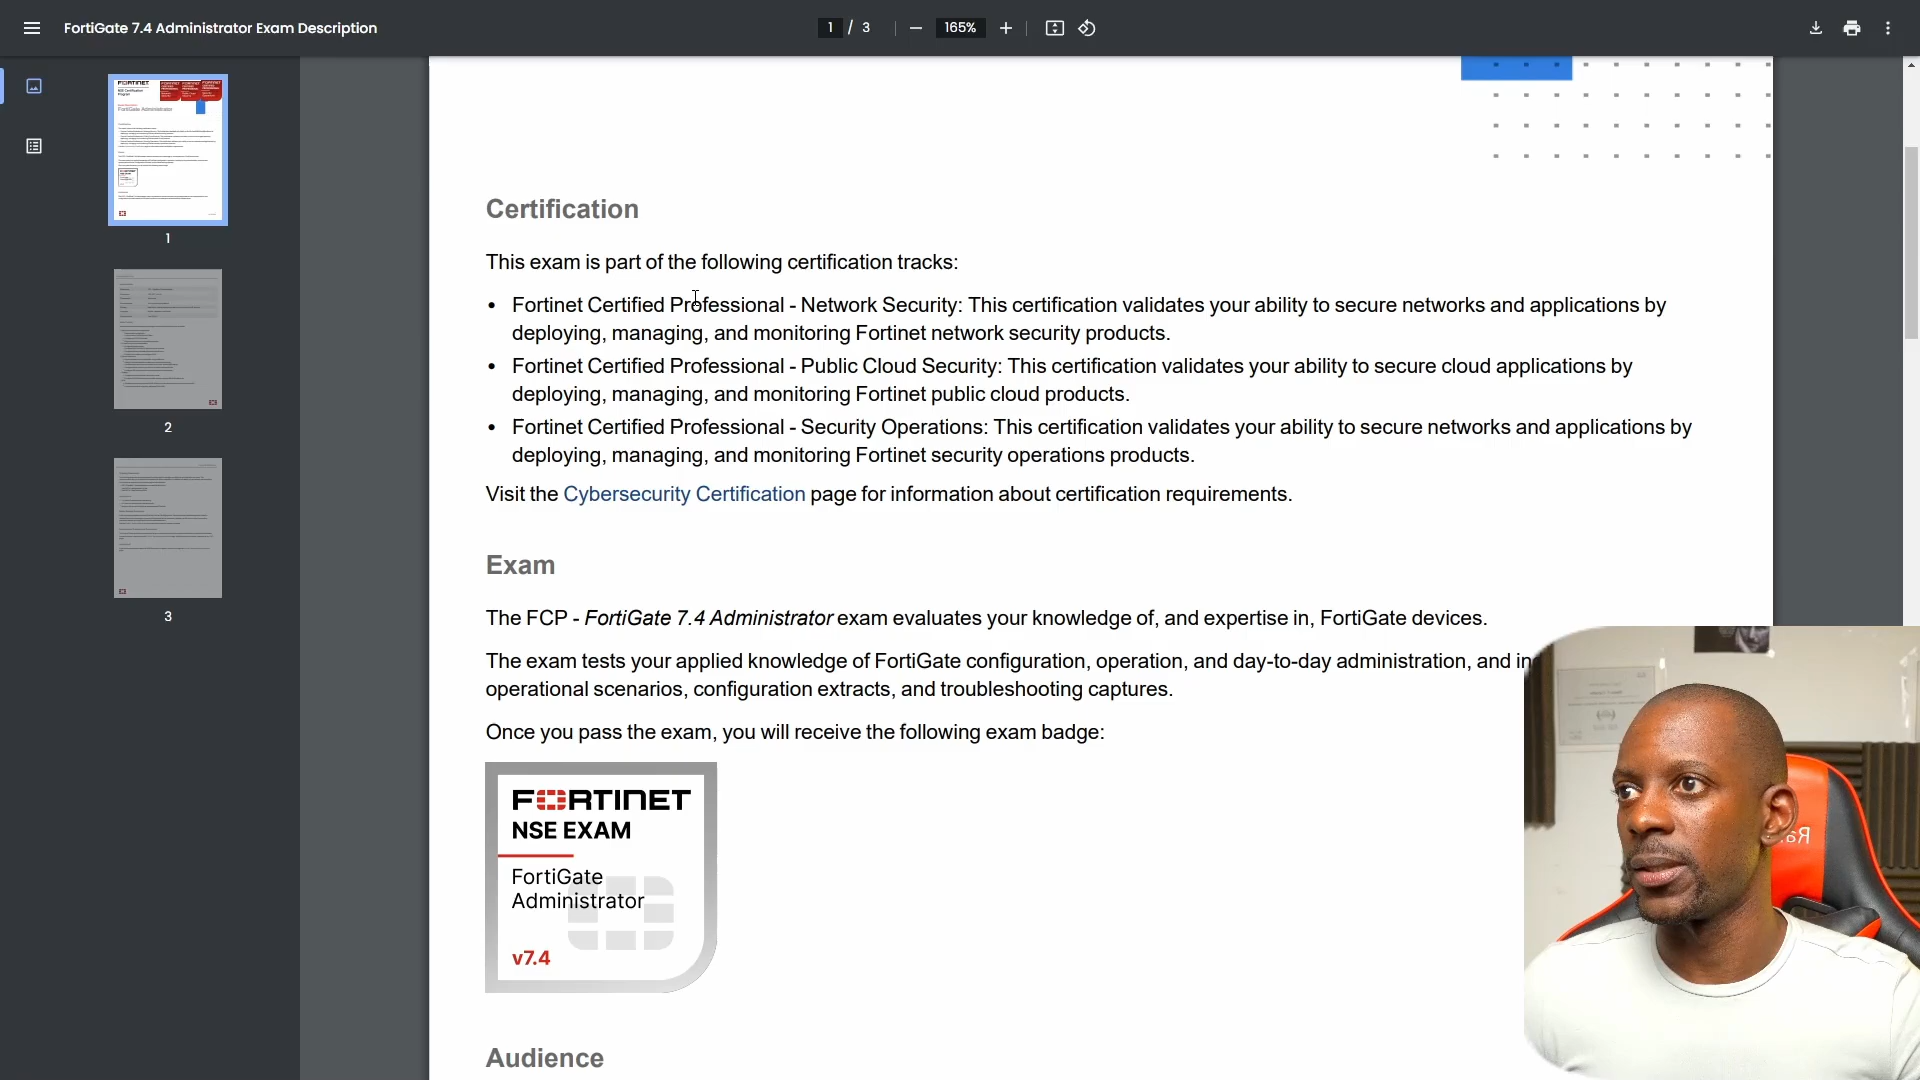 FortiGate 7.4 Administrator Exam Description
1 / 3
165%
FORTINET
NSE Certification
Program
FortiGate Administrator
1
2
3
Certification
This exam is part of the following certification tracks:
• Fortinet Certified Professional - Network Security: This certification validates your ability to secure networks and applications by
deploying, managing, and monitoring Fortinet network security products.
• Fortinet Certified Professional - Public Cloud Security: This certification validates your ability to secure cloud applications by
deploying, managing, and monitoring Fortinet public cloud products.
• Fortinet Certified Professional - Security Operations: This certification validates your ability to secure networks and applications by
deploying, managing, and monitoring Fortinet security operations products.
Visit the Cybersecurity Certification page for information about certification requirements.
Exam
The FCP - FortiGate 7.4 Administrator exam evaluates your knowledge of, and expertise in, FortiGate devices.
The exam tests your applied knowledge of FortiGate configuration, operation, and day-to-day administration, and in
operational scenarios, configuration extracts, and troubleshooting captures.
Once you pass the exam, you will receive the following exam badge:
FORTINET
NSE EXAM
FortiGate
Administrator
v7.4
Audience